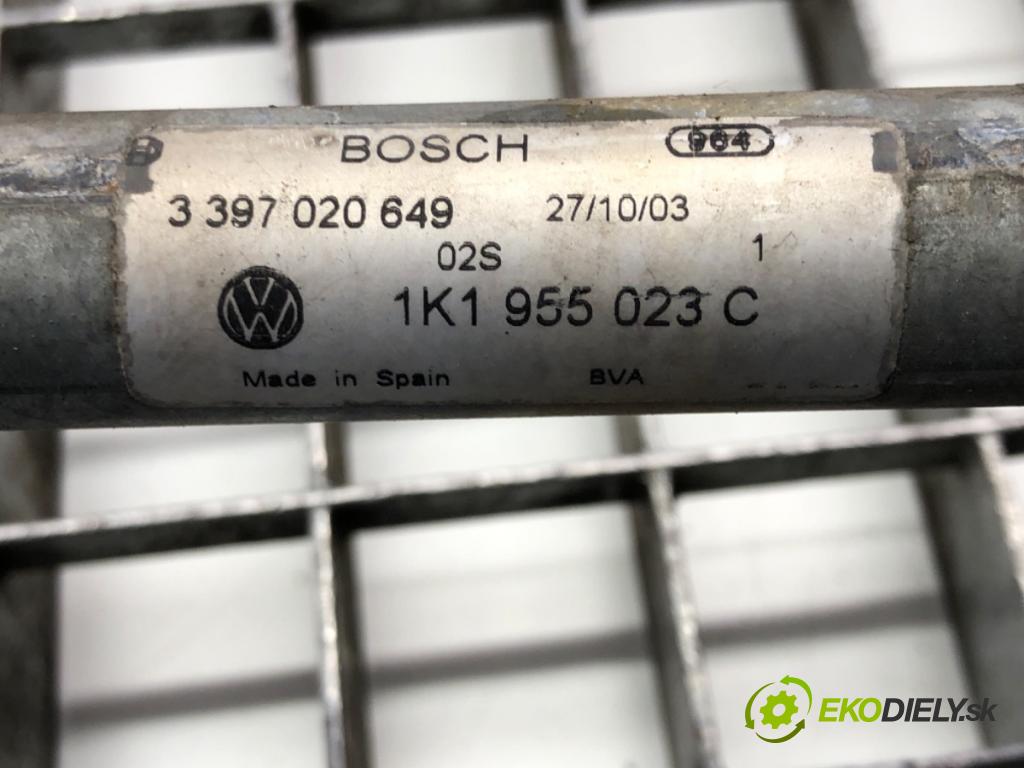 BOSCH 964
3 397 020 649 27/10/03
02S 1
1K1 955 023 C
Made in Spain BVA
EKODIELY.sk